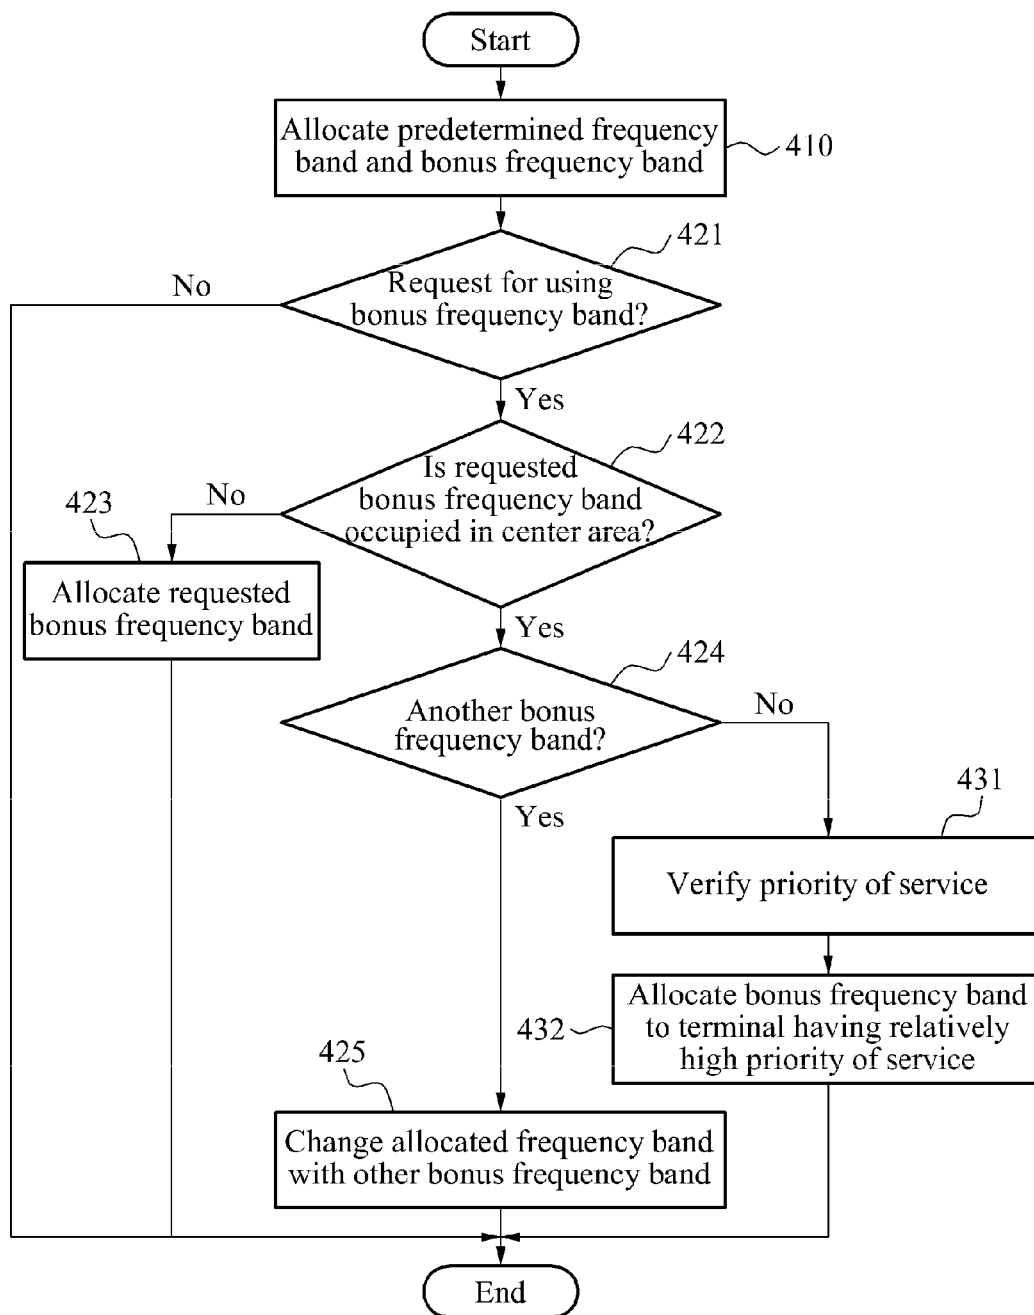 Start
Allocate predetermined frequency
band and bonus frequency band
410
421
Request for using
bonus frequency band?
No
Yes
422
Is requested
bonus frequency band
occupied in center area?
No
423
Allocate requested
bonus frequency band
Yes
424
Another bonus
frequency band?
No
Yes
431
Verify priority of service
Allocate bonus frequency band
to terminal having relatively
high priority of service
432
425
Change allocated frequency band
with other bonus frequency band
End